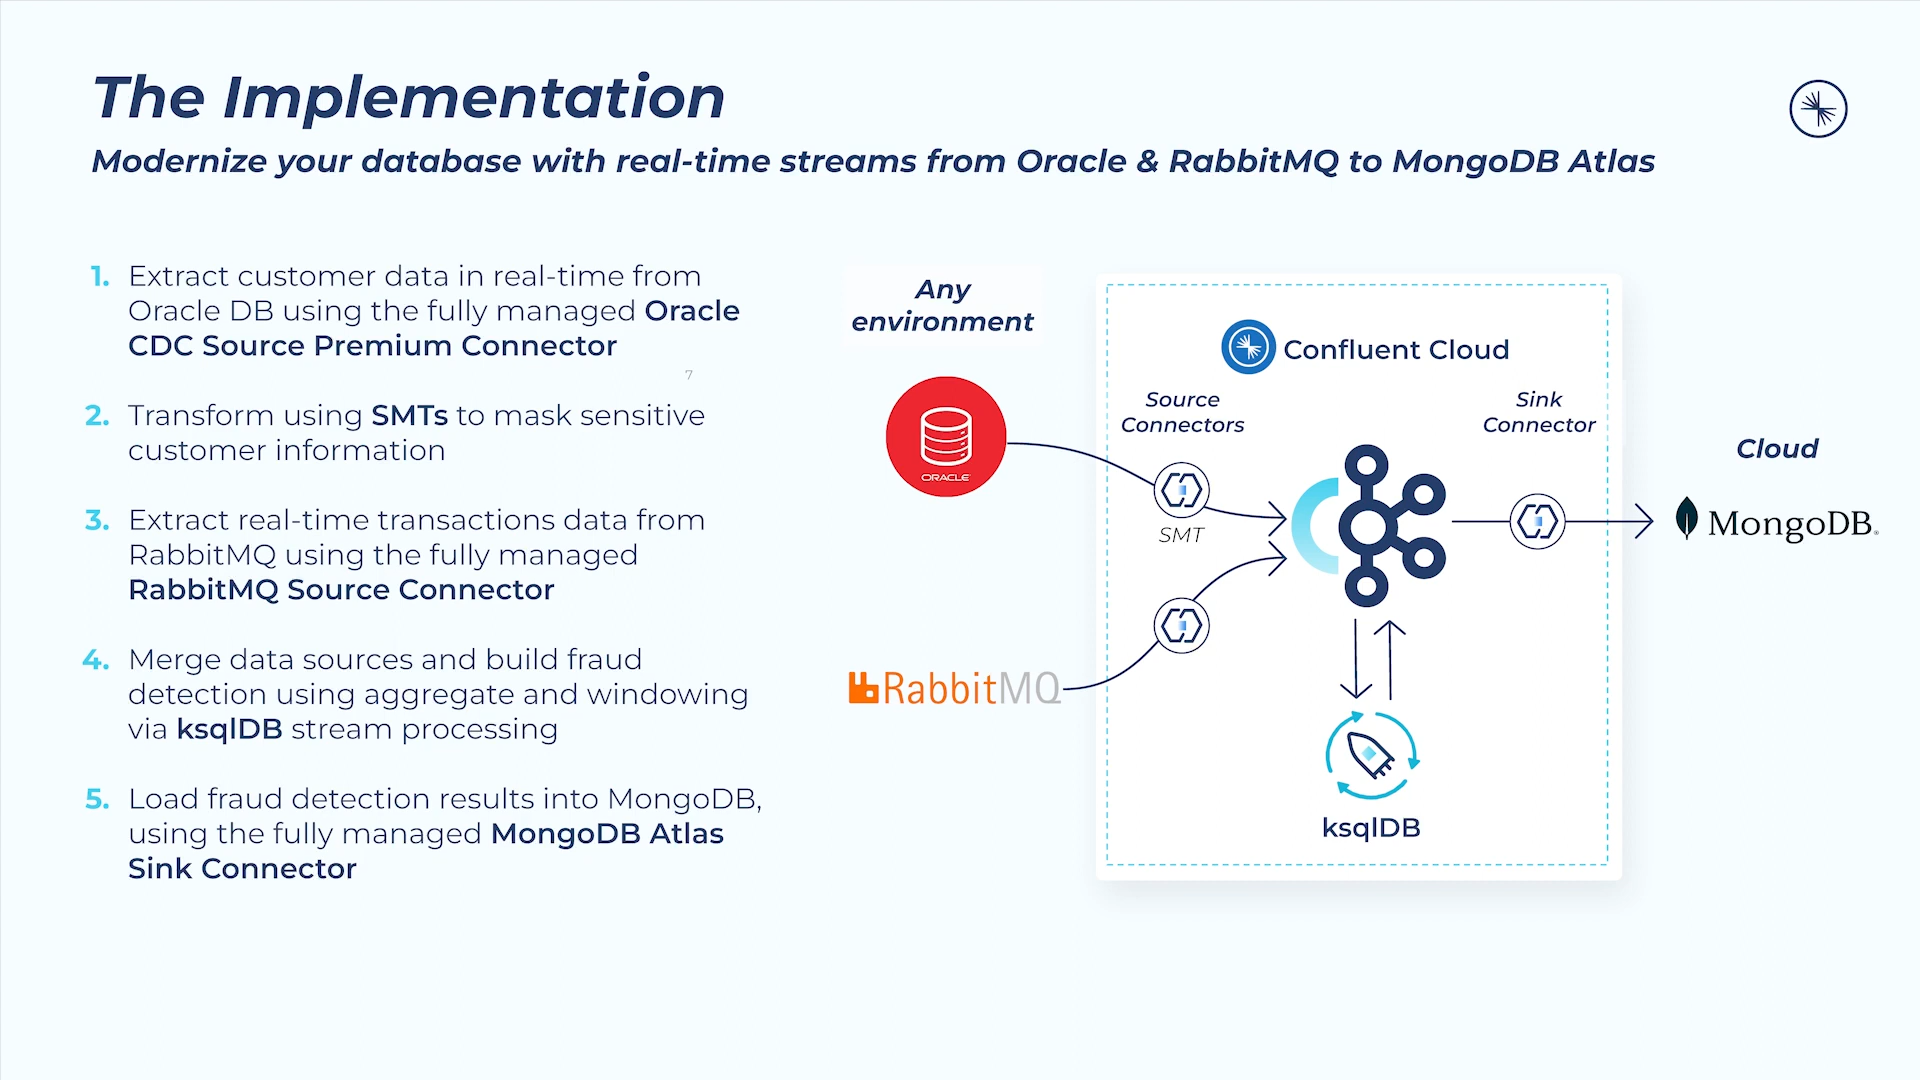 The Implementation
Modernize your database with real-time streams from Oracle & RabbitMQ to MongoDB Atlas
1. Extract customer data in real-time from
Oracle DB using the fully managed Oracle
CDC Source Premium Connector
7
2. Transform using SMTs to mask sensitive
customer information
3. Extract real-time transactions data from
RabbitMQ using the fully managed
RabbitMQ Source Connector
4. Merge data sources and build fraud
detection using aggregate and windowing
via ksqlDB stream processing
5. Load fraud detection results into MongoDB,
using the fully managed MongoDB Atlas
Sink Connector
Any
environment
ORACLE
RabbitMQ
Confluent Cloud
Source
Connectors
SMT
Sink
Connector
ksqlDB
Cloud
MongoDB®